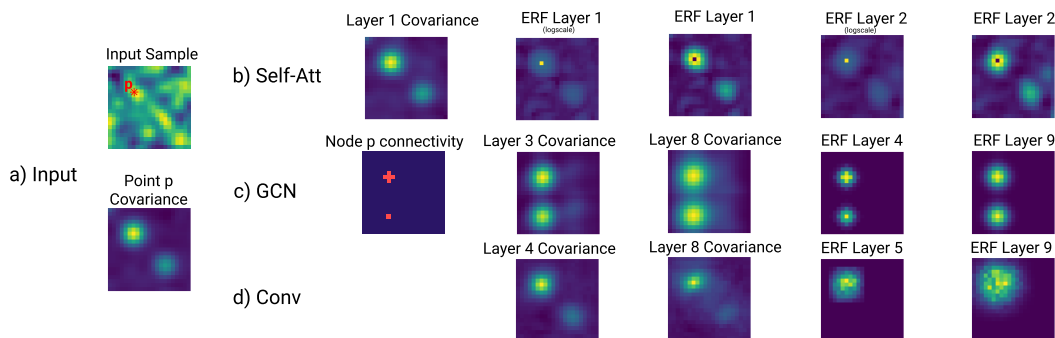 Layer 1 Covariance
ERF Layer 1
(logscale)
ERF Layer 1
ERF Layer 2
(logscale)
ERF Layer 2
Input Sample
p
b) Self-Att
Node p connectivity
Layer 3 Covariance
Layer 8 Covariance
ERF Layer 4
ERF Layer 9
a) Input
Point p
Covariance
c) GCN
Layer 4 Covariance
Layer 8 Covariance
ERF Layer 5
ERF Layer 9
d) Conv